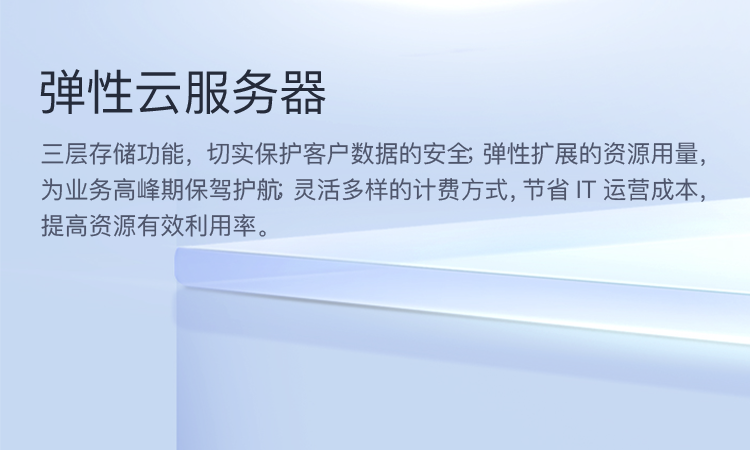 弹性云服务器
三层存储功能，切实保护客户数据的安全；弹性扩展的资源用量，
为业务高峰期保驾护航；灵活多样的计费方式，节省 IT 运营成本，
提高资源有效利用率。